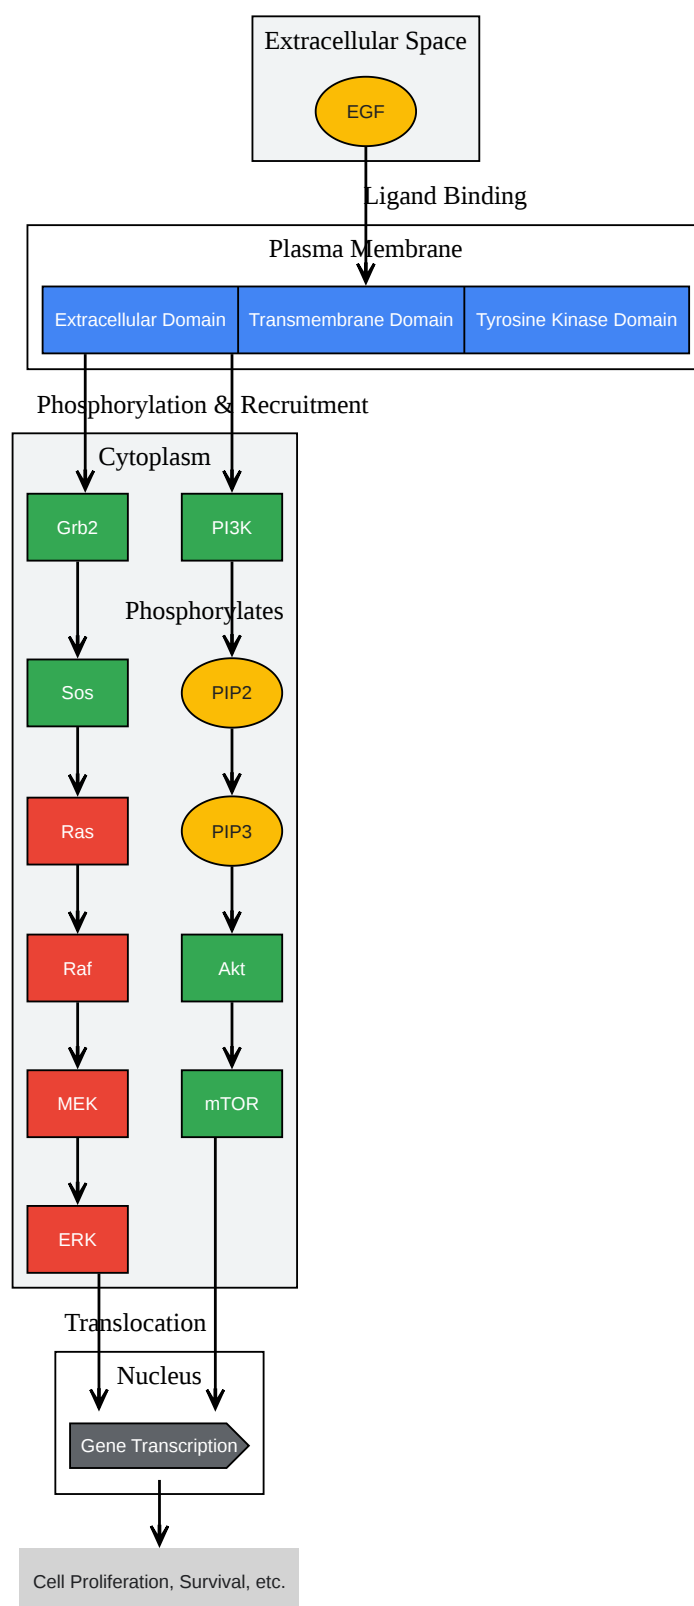 Extracellular Space
EGF
Ligand Binding
Plasma Membrane
Extracellular Domain
Transmembrane Domain
Tyrosine Kinase Domain
Phosphorylation & Recruitment
Cytoplasm
Grb2
PI3K
Phosphorylates
Sos
PIP2
Ras
PIP3
Raf
Akt
MEK
mTOR
ERK
Translocation
Nucleus
Gene Transcription
Cell Proliferation, Survival, etc.